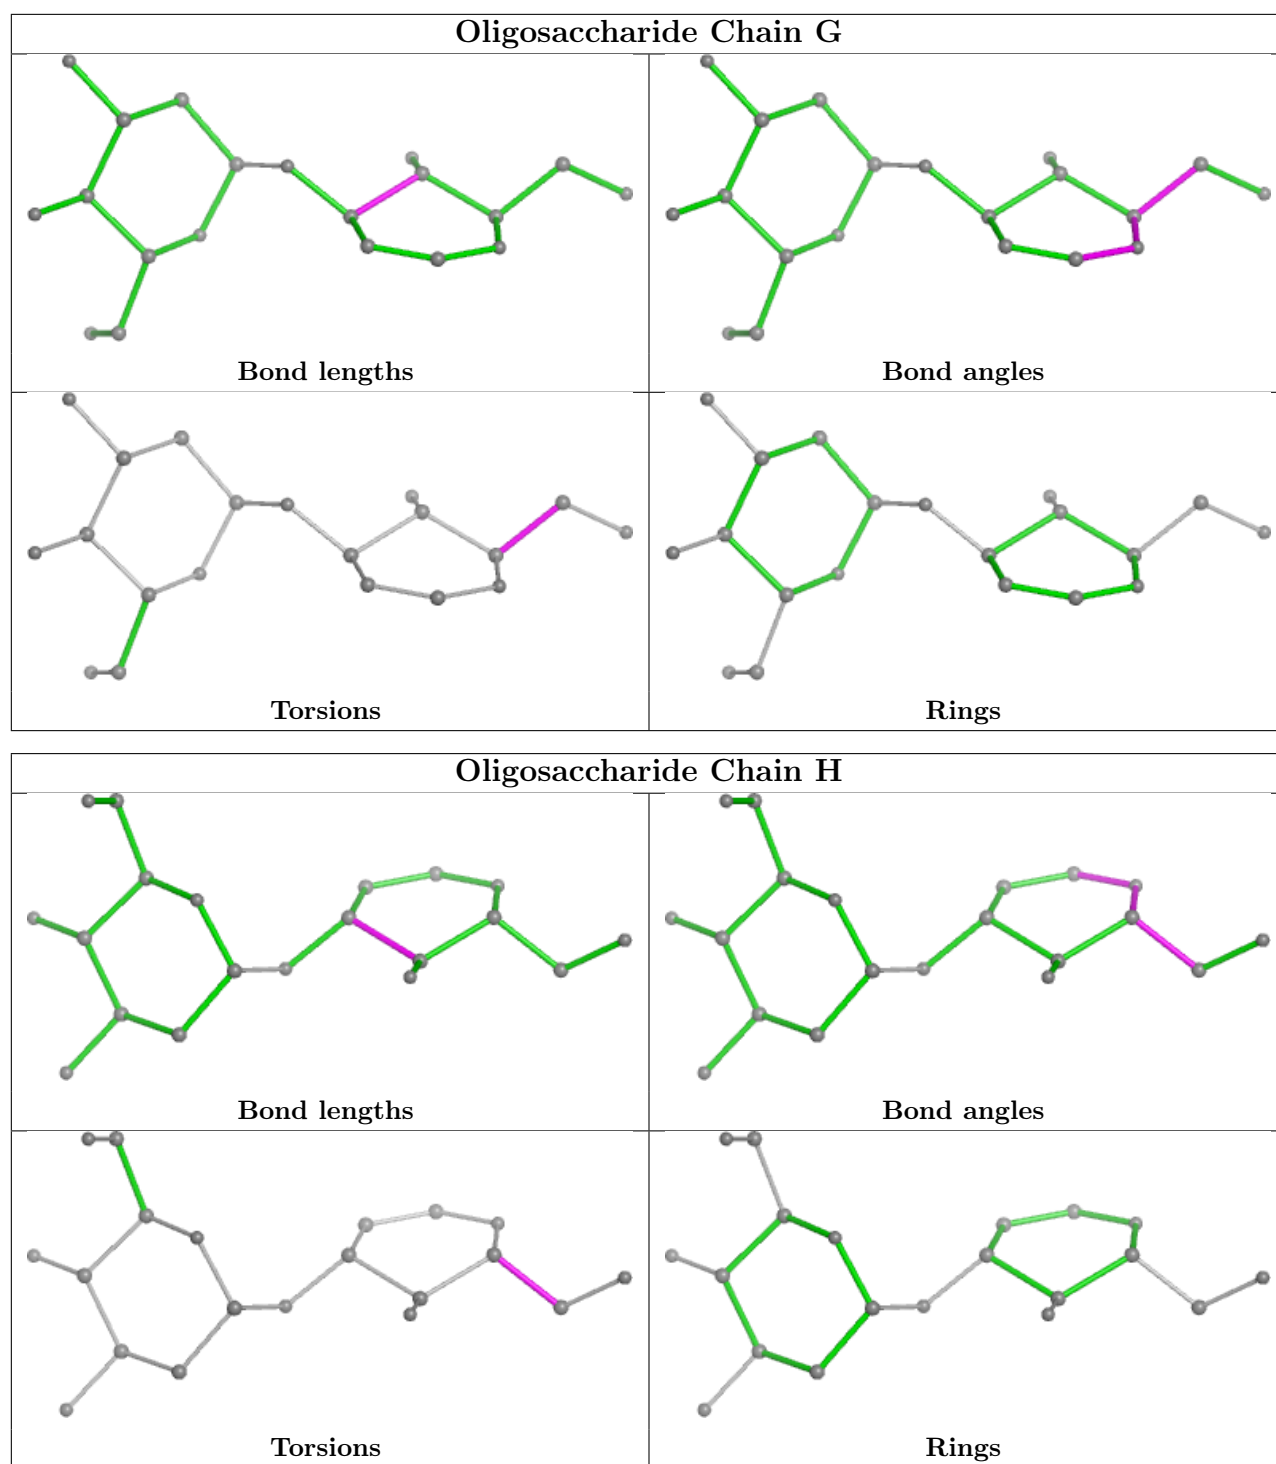 Oligosaccharide Chain G
Bond lengths
Bond angles
Torsions
Rings
Oligosaccharide Chain H
Bond lengths
Bond angles
Torsions
Rings